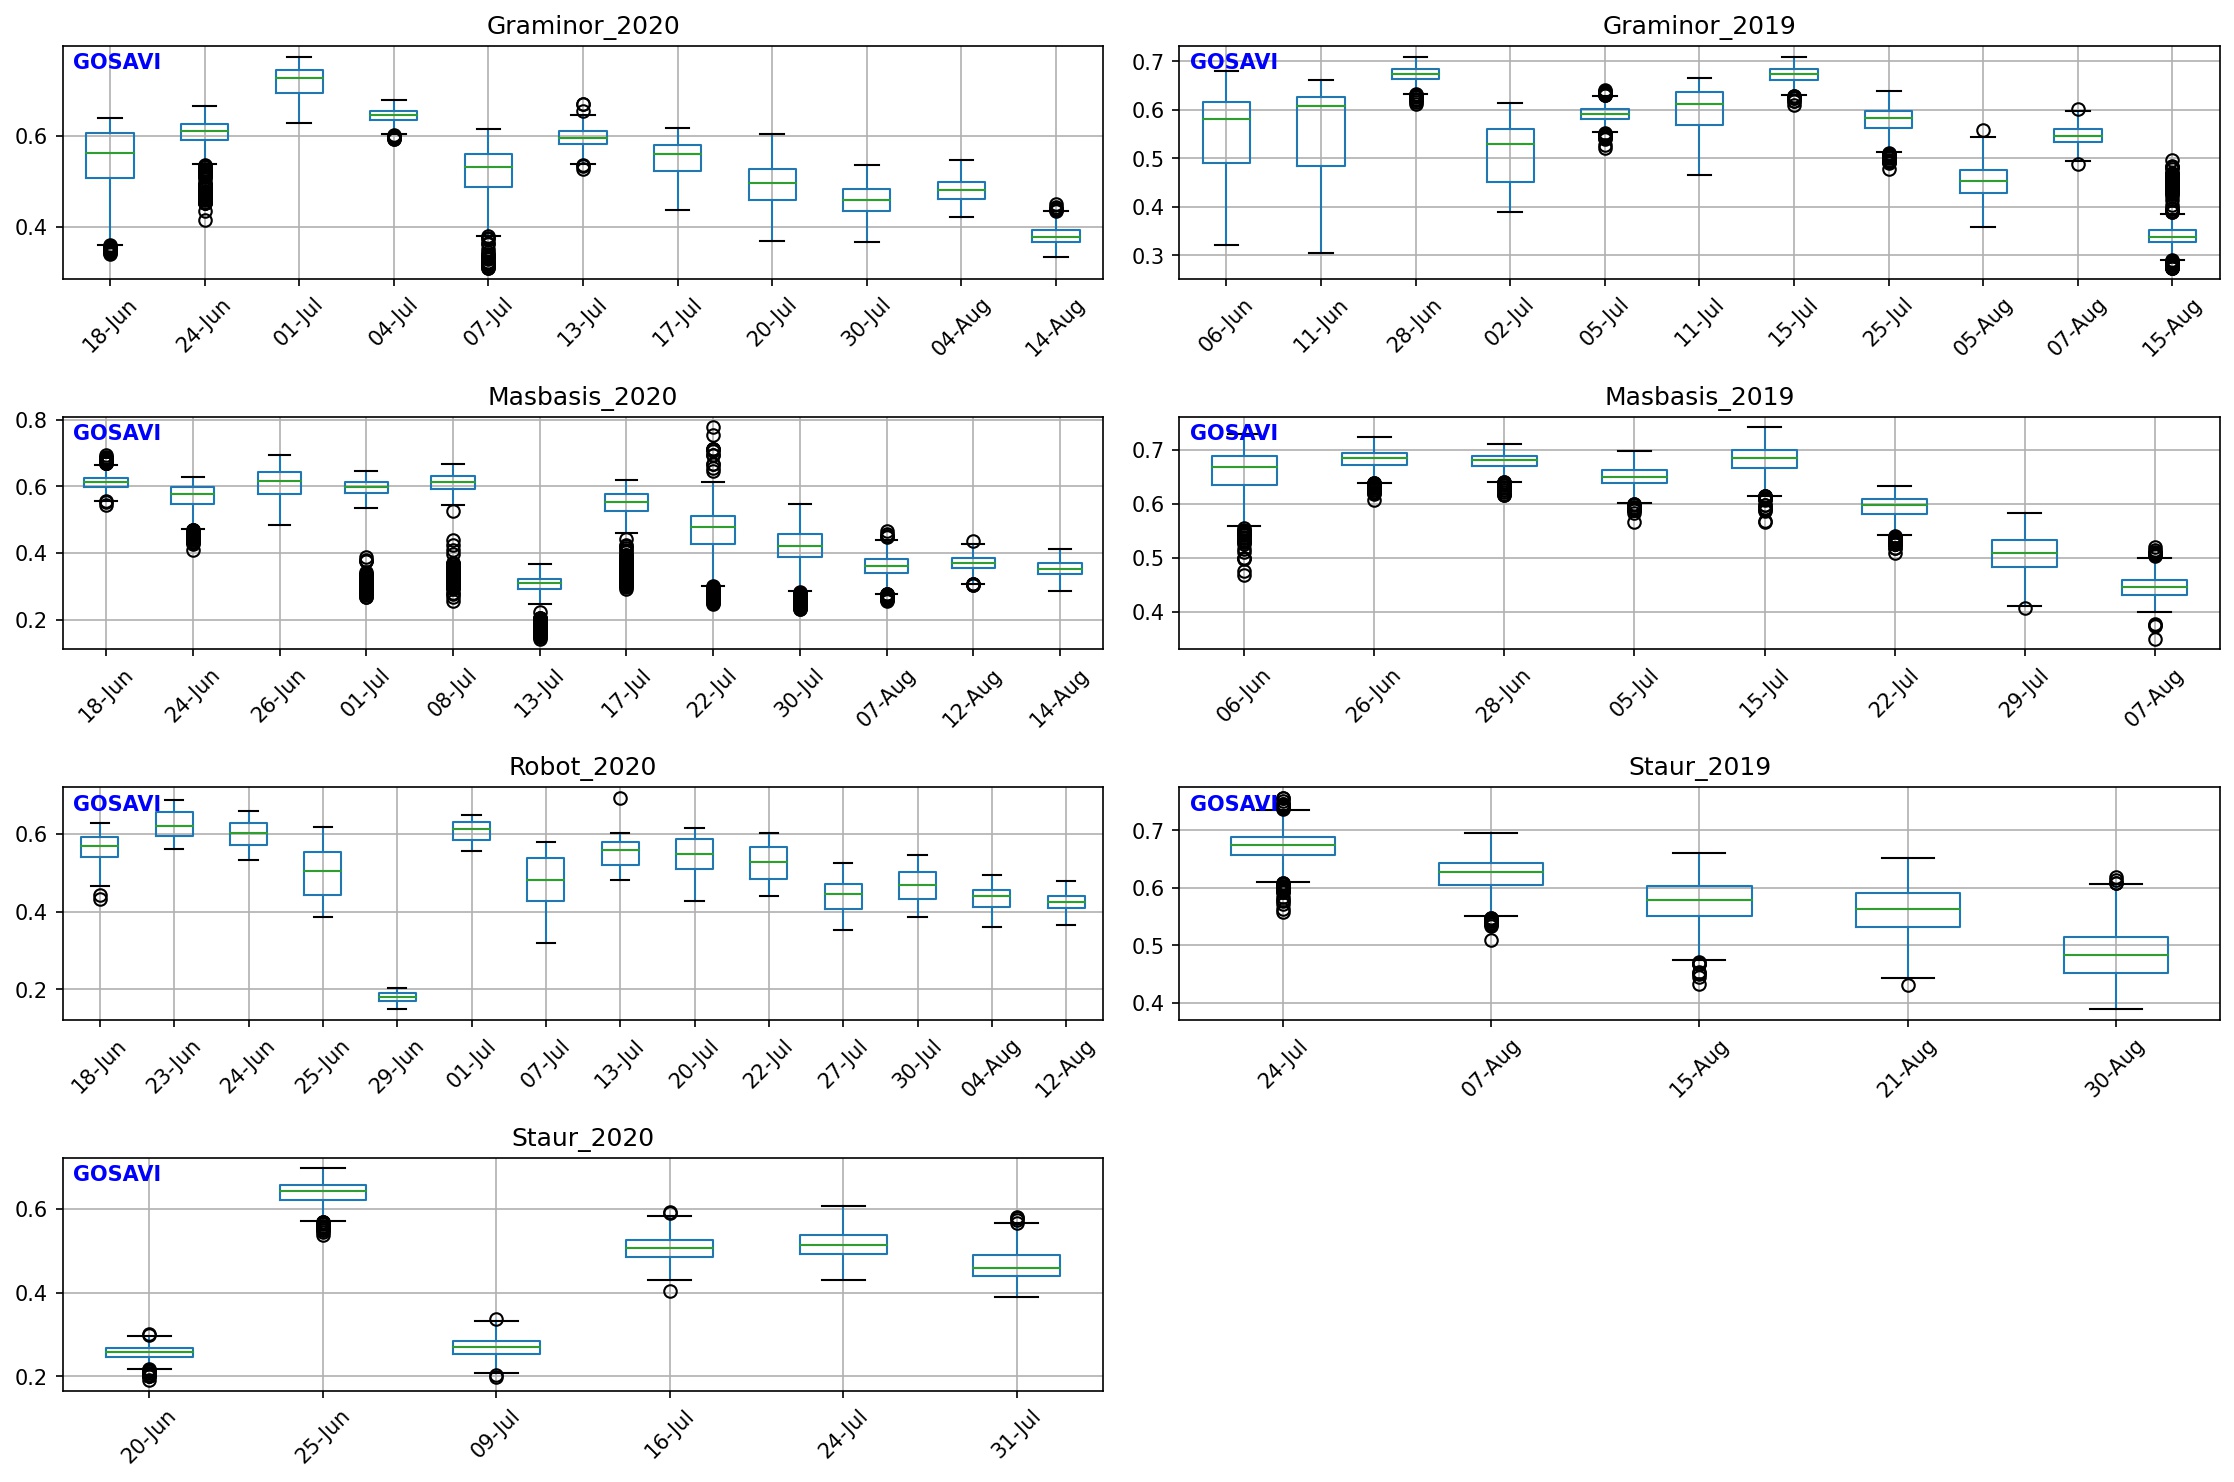 Graminor_2020
GOSAVI
0.6
0.4
18-Jun 24-Jun 01-Jul 04-Jul 07-Jul 13-Jul 17-Jul 20-Jul 30-Jul 04-Aug 14-Aug
Graminor_2019
GOSAVI
0.7
0.6
0.5
0.4
0.3
06-Jun 11-Jun 28-Jun 02-Jul 05-Jul 11-Jul 15-Jul 25-Jul 05-Aug 07-Aug 15-Aug
Masbasis_2020
GOSAVI
0.8
0.6
0.4
0.2
18-Jun 24-Jun 26-Jun 01-Jul 08-Jul 13-Jul 17-Jul 22-Jul 30-Jul 07-Aug 12-Aug 14-Aug
Masbasis_2019
GOSAVI
0.7
0.6
0.5
0.4
06-Jun 26-Jun 28-Jun 05-Jul 15-Jul 22-Jul 29-Jul 07-Aug
Robot_2020
GOSAVI
0.6
0.4
0.2
18-Jun 23-Jun 24-Jun 25-Jun 29-Jun 01-Jul 07-Jul 13-Jul 20-Jul 22-Jul 27-Jul 30-Jul 04-Aug 12-Aug
Staur_2019
GOSAVI
0.7
0.6
0.5
0.4
24-Jul 07-Aug 15-Aug 21-Aug 30-Aug
Staur_2020
GOSAVI
0.6
0.4
0.2
20-Jun 25-Jun 09-Jul 16-Jul 24-Jul 31-Jul